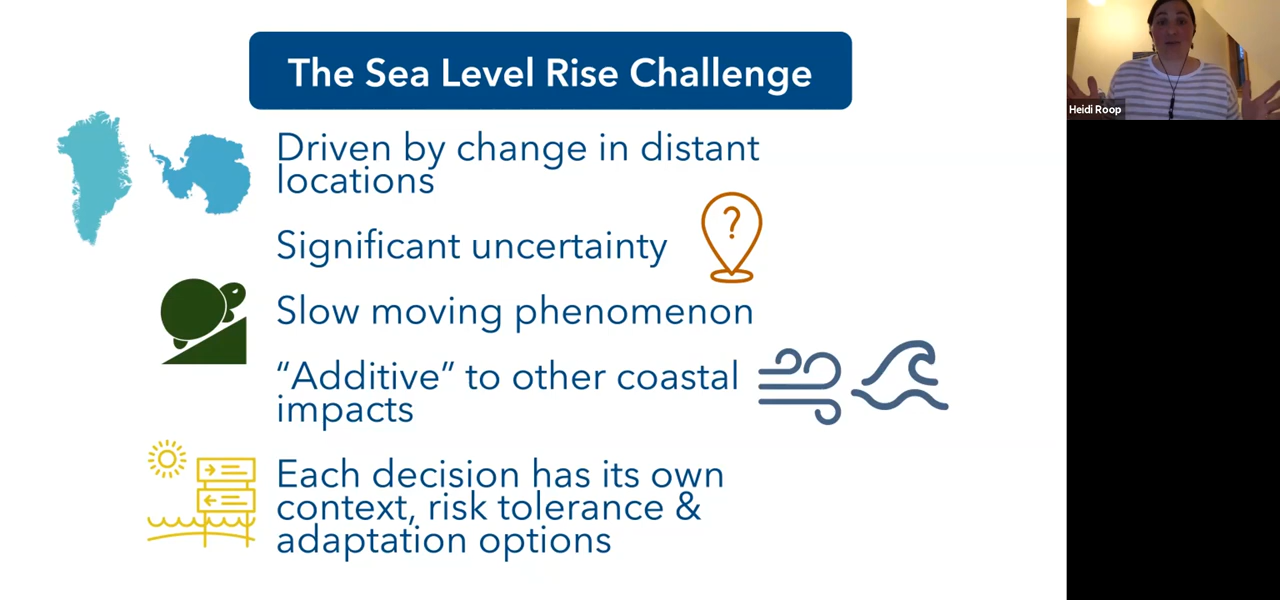 The Sea Level Rise Challenge
Heidi Roop
Driven by change in distant
locations
Significant uncertainty
?
Slow moving phenomenon
“Additive” to other coastal
impacts
Each decision has its own
context, risk tolerance &
adaptation options